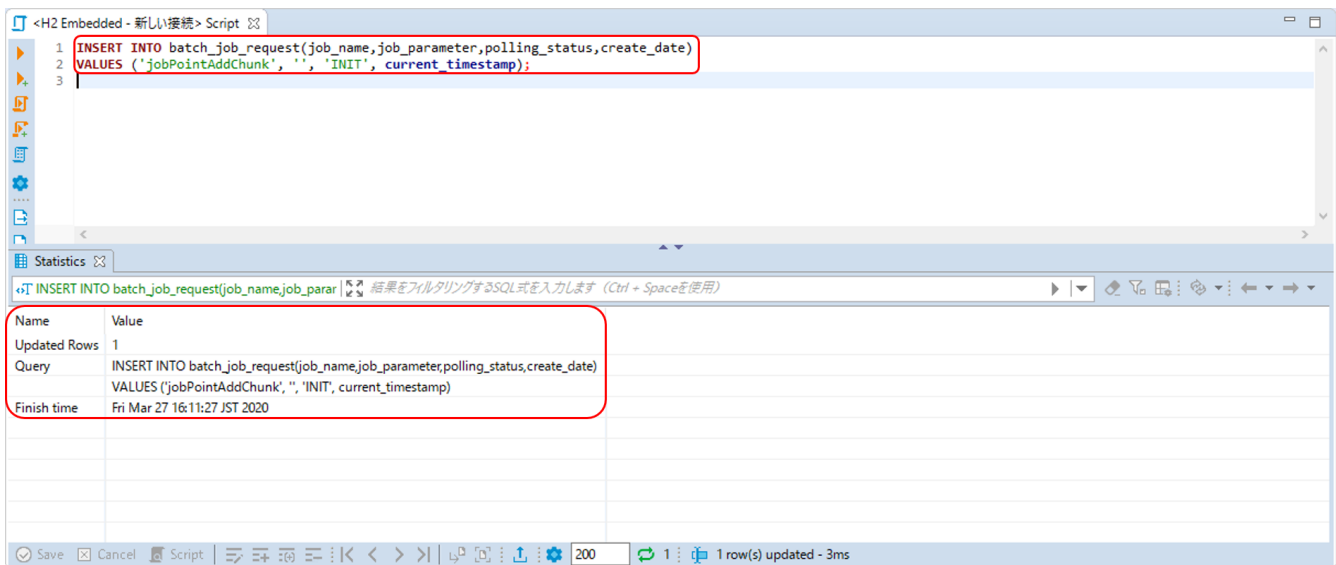 <H2 Embedded - 新しい接続> Script
1 INSERT INTO batch_job_request(job_name,job_parameter,polling_status,create_date)
2 VALUES ('jobPointAddChunk', '', 'INIT', current_timestamp);
3
Statistics
INSERT INTO batch_job_request(job_name,job_parar 結果をフィルタリングするSQL式を入力します (Ctrl + Spaceを使用)
Name Value
Updated Rows 1
Query INSERT INTO batch_job_request(job_name,job_parameter,polling_status,create_date)
VALUES ('jobPointAddChunk', '', 'INIT', current_timestamp)
Finish time Fri Mar 27 16:11:27 JST 2020
Save Cancel Script 200 1 1 row(s) updated - 3ms